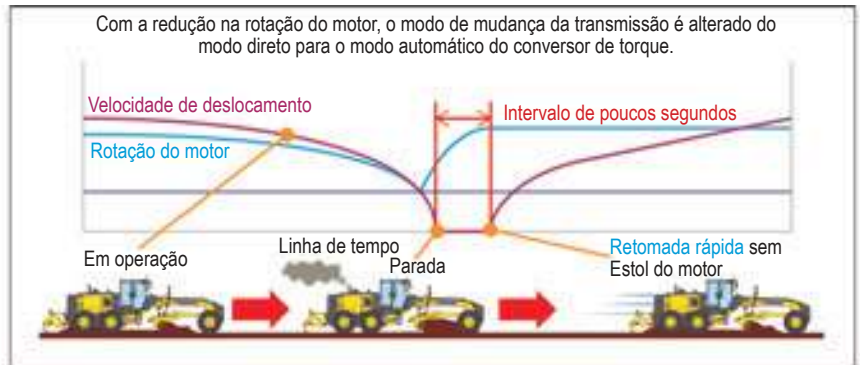 Com a redução na rotação do motor, o modo de mudança da transmissão é alterado do
modo direto para o modo automático do conversor de torque.
Velocidade de deslocamento
Intervalo de poucos segundos
Rotação do motor
Em operação
Linha de tempo
Parada
Retomada rápida sem
Estol do motor